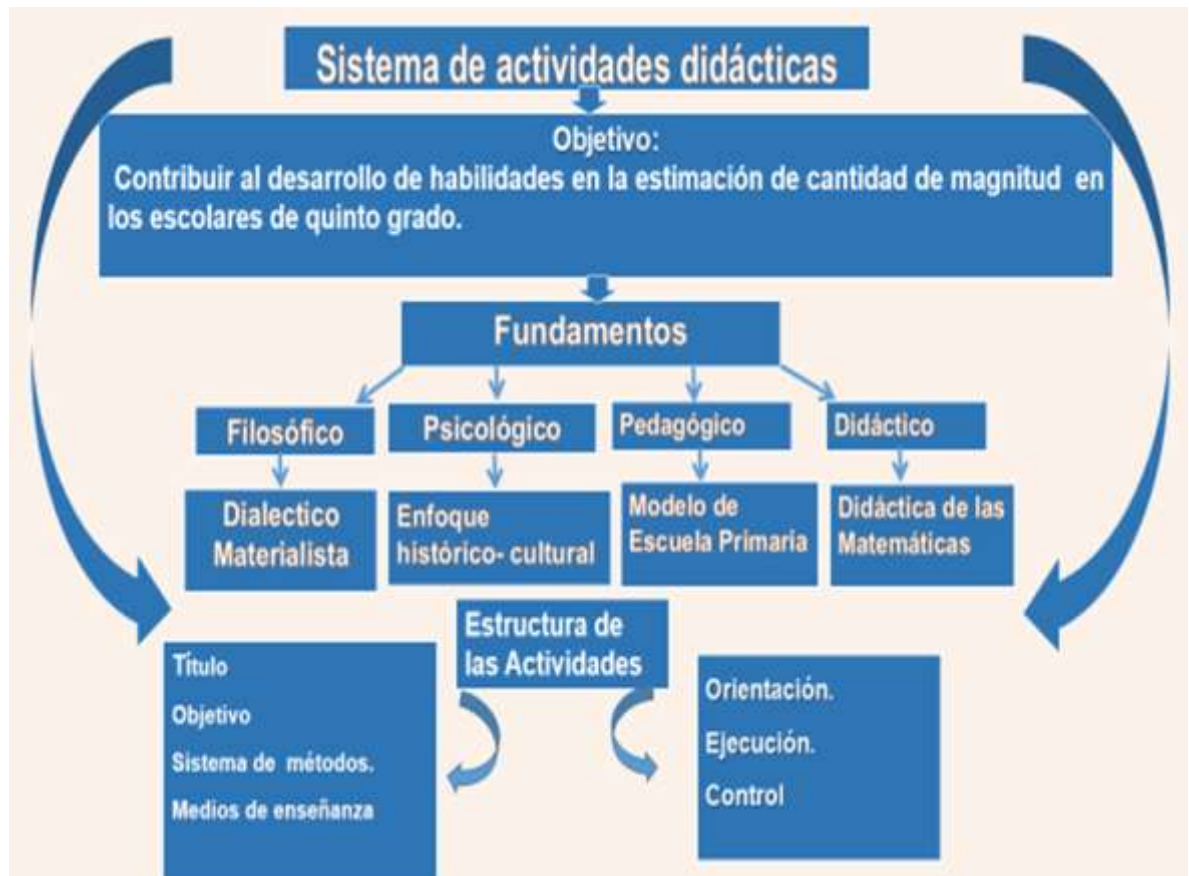 Sistema de actividades didácticas
Objetivo:
Contribuir al desarrollo de habilidades en la estimación de cantidad de magnitud en
los escolares de quinto grado.
Fundamentos
Filosófico
Psicológico
Pedagógico
Didáctico
Dialectico
Materialista
Enfoque
histórico- cultural
Modelo de
Escuela Primaria
Didáctica de las
Matemáticas
Estructura de
las Actividades
Título
Objetivo
Sistema de métodos.
Medios de enseñanza
Orientación.
Ejecución.
Control